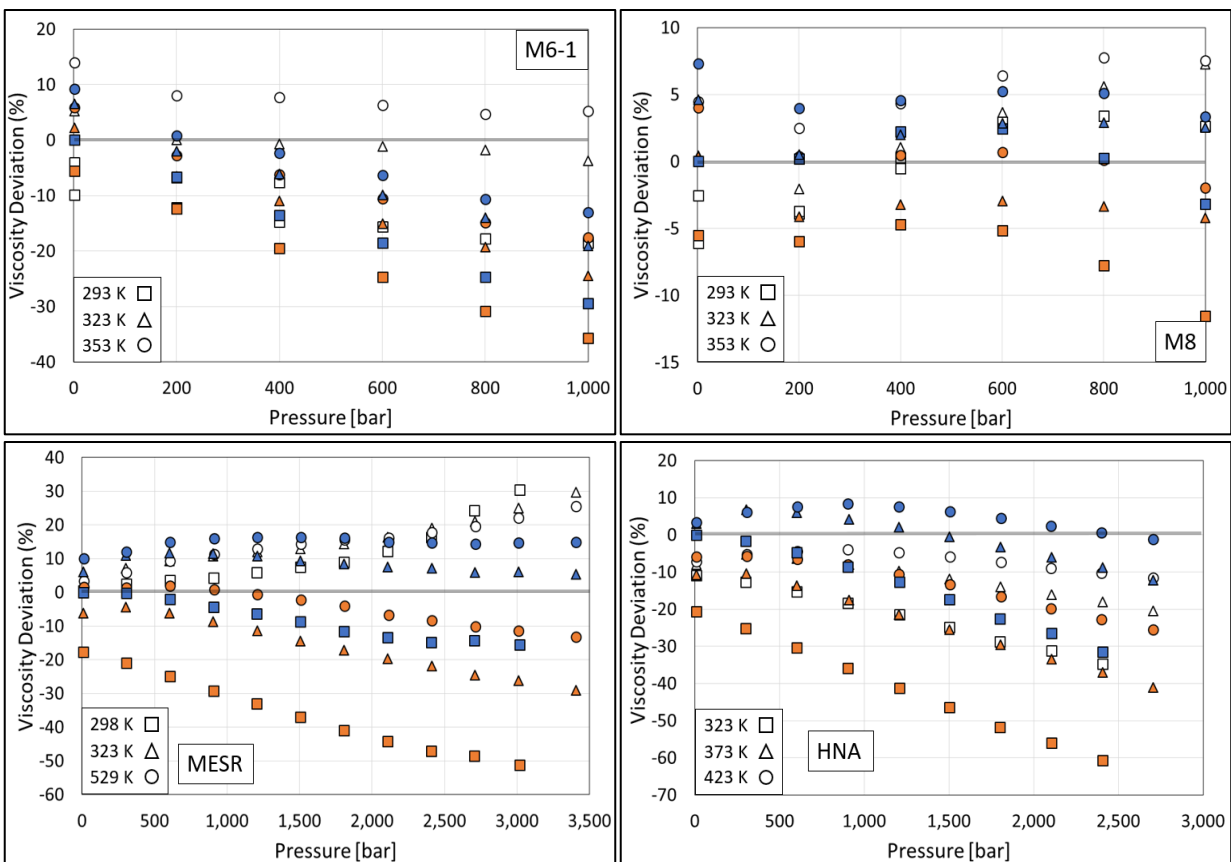 M6-1
Viscosity Deviation (%)
20
10
0
-10
-20
-30
-40
293 K
323 K
353 K
0 200 400 600 800 1,000
Pressure [bar]
M8
Viscosity Deviation (%)
10
5
0
-5
-10
-15
293 K
323 K
353 K
0 200 400 600 800 1,000
Pressure [bar]
MESR
Viscosity Deviation (%)
40
30
20
10
0
-10
-20
-30
-40
-50
-60
298 K
323 K
529 K
0 500 1,000 1,500 2,000 2,500 3,000 3,500
Pressure [bar]
HNA
Viscosity Deviation (%)
20
10
0
-10
-20
-30
-40
-50
-60
-70
323 K
373 K
423 K
0 500 1,000 1,500 2,000 2,500 3,000
Pressure [bar]